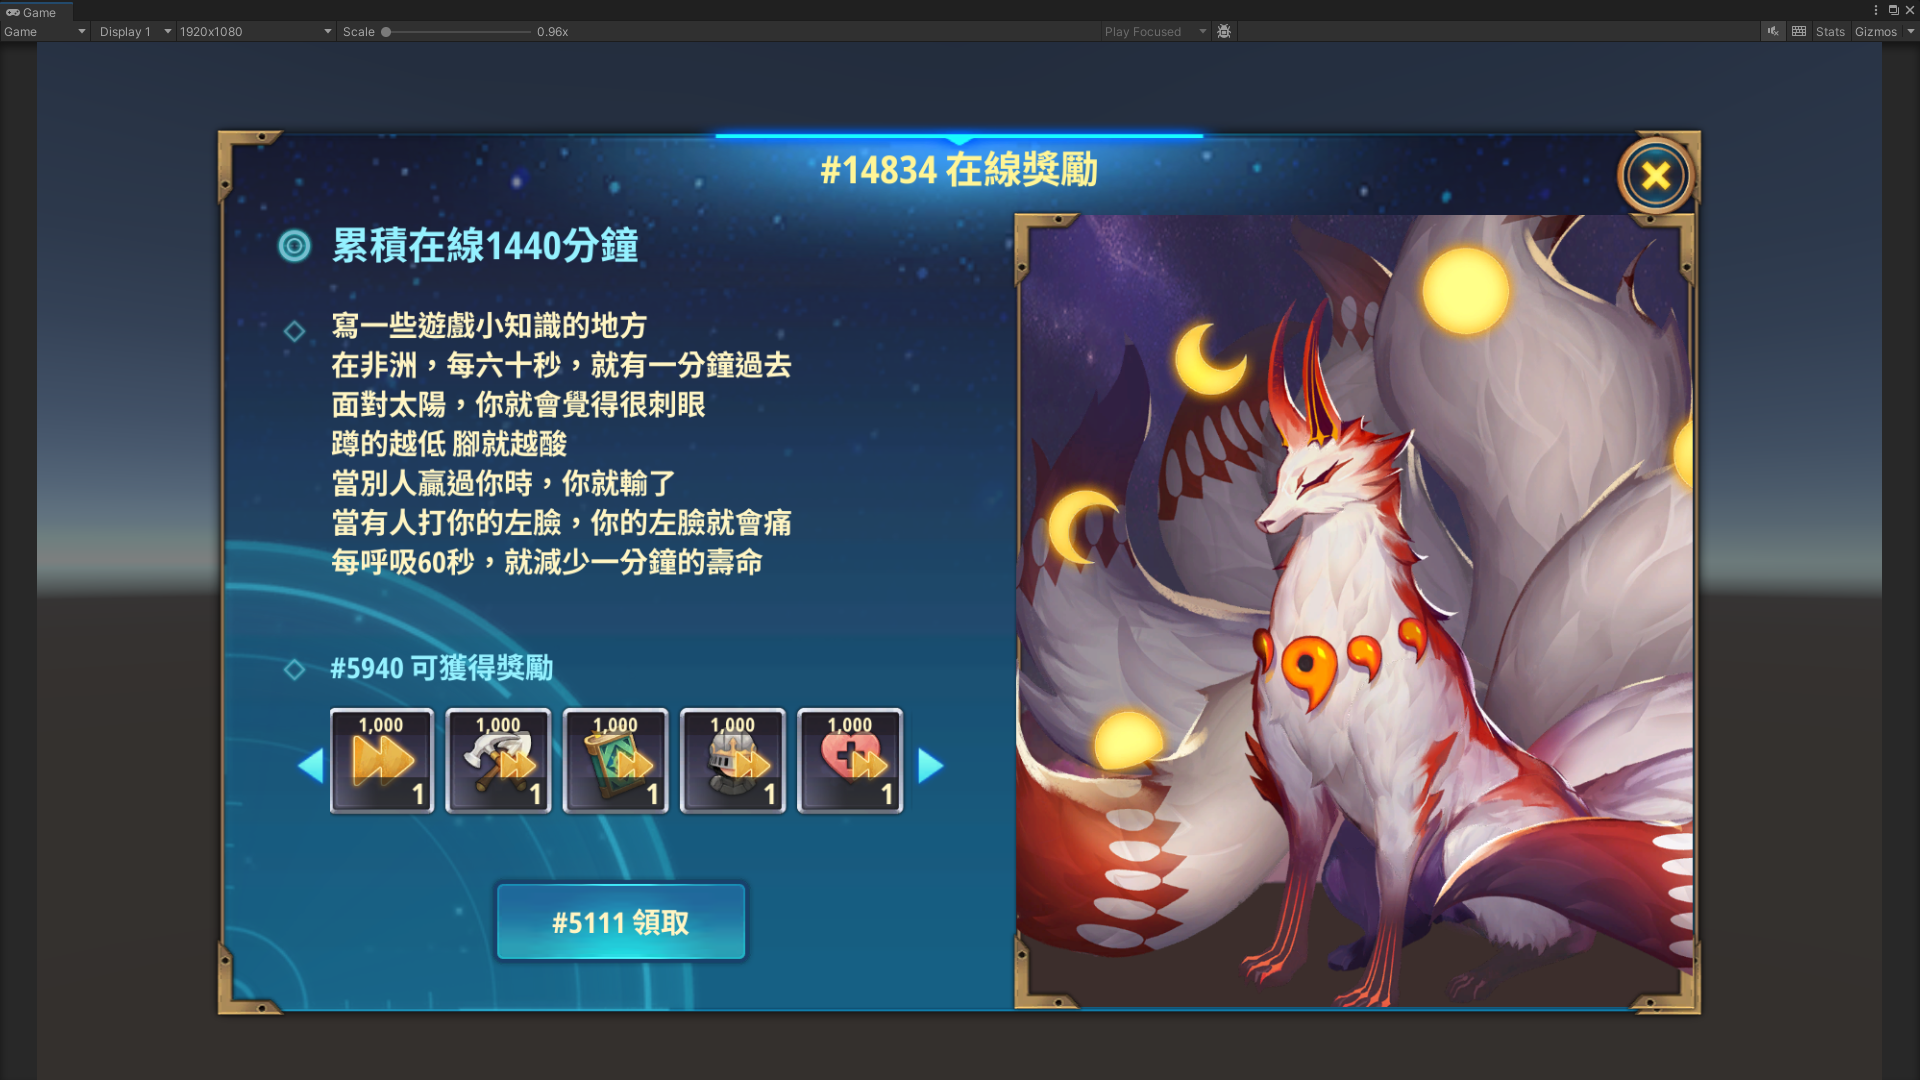 Game
Game Display 1 1920x1080 Scale 0.96x Play Focused Stats Gizmos
#14834 在線獎勵
累積在線1440分鐘
寫一些遊戲小知識的地方
在非洲，每六十秒，就有一分鐘過去
面對太陽，你就會覺得很刺眼
蹲的越低 腳就越酸
當別人贏過你時，你就輸了
當有人打你的左臉，你的左臉就會痛
每呼吸60秒，就減少一分鐘的壽命
#5940 可獲得獎勵
1,000 1,000 1,000 1,000 1,000
1 1 1 1 1
#5111 領取